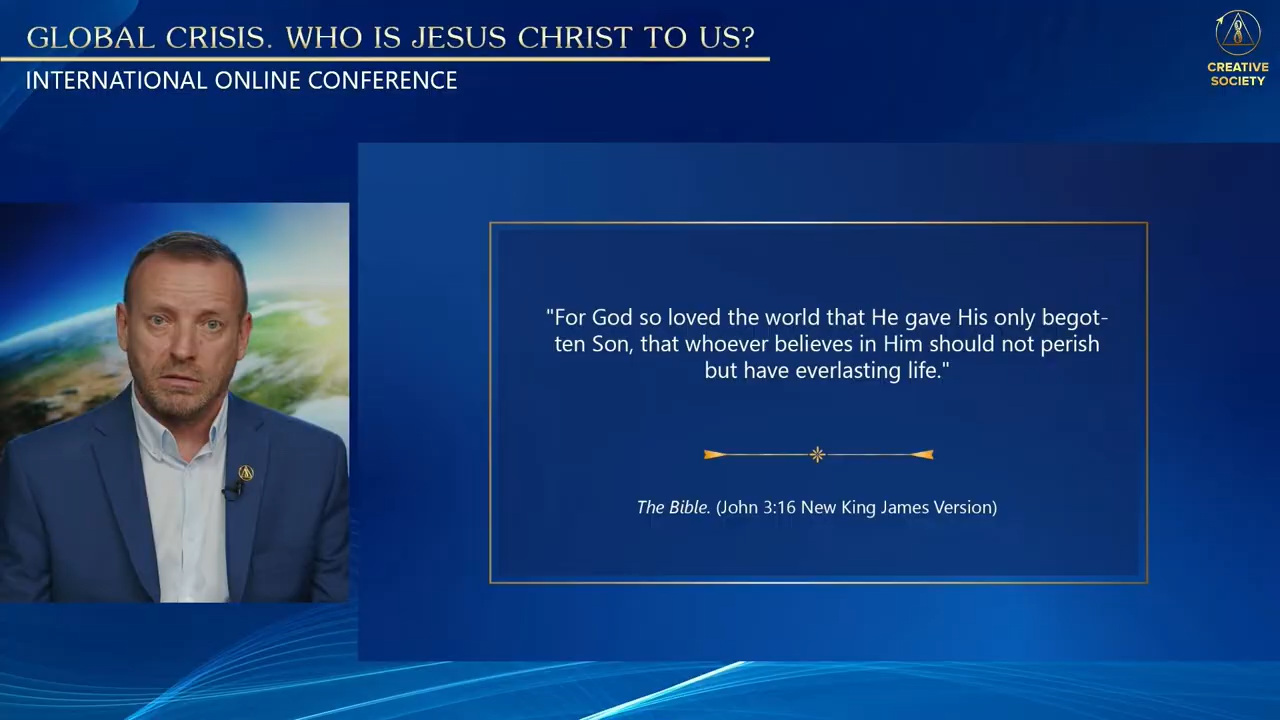 GLOBAL CRISIS. WHO IS JESUS CHRIST TO US?
INTERNATIONAL ONLINE CONFERENCE
CREATIVE
SOCIETY
"For God so loved the world that He gave His only begot-
ten Son, that whoever believes in Him should not perish
but have everlasting life."
The Bible. (John 3:16 New King James Version)